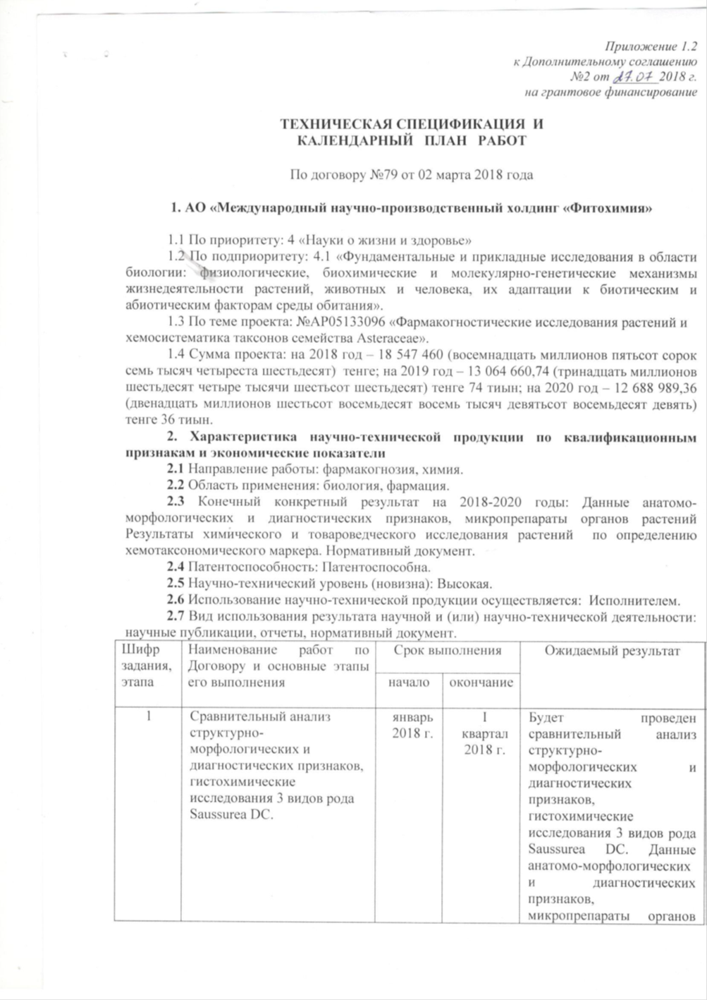 Приложение 1.2
к Дополнительному соглашению
№2 от 27.07 2018 г.
на грантовое финансирование
ТЕХНИЧЕСКАЯ СПЕЦИФИКАЦИЯ И
КАЛЕНДАРНЫЙ ПЛАН РАБОТ
По договору №79 от 02 марта 2018 года
1. АО «Международный научно-производственный холдинг «Фитохимия»
1.1 По приоритету: 4 «Науки о жизни и здоровье»
1.2 По подприоритету: 4.1 «Фундаментальные и прикладные исследования в области
биологии: физиологические, биохимические и молекулярно-генетические механизмы
жизнедеятельности растений, животных и человека, их адаптации к биотическим и
абиотическим факторам среды обитания».
1.3 По теме проекта: №АР05133096 «Фармакогностические исследования растений и
хемосистематика таксонов семейства Asteraceae».
1.4 Сумма проекта: на 2018 год – 18 547 460 (восемнадцать миллионов пятьсот сорок
семь тысяч четыреста шестьдесят) тенге; на 2019 год – 13 064 660,74 (тринадцать миллионов
шестьдесят четыре тысячи шестьсот шестьдесят) тенге 74 тиын; на 2020 год – 12 688 989,36
(двенадцать миллионов шестьсот восемьдесят восемь тысяч девятьсот восемьдесят девять)
тенге 36 тиын.
2. Характеристика научно-технической продукции по квалификационным
признакам и экономические показатели
2.1 Направление работы: фармакогнозия, химия.
2.2 Область применения: биология, фармация.
2.3 Конечный конкретный результат на 2018-2020 годы: Данные анатомо-
морфологических и диагностических признаков, микропрепараты органов растений
Результаты химического и товароведческого исследования растений по определению
хемотаксономического маркера. Нормативный документ.
2.4 Патентоспособность: Патентоспособна.
2.5 Научно-технический уровень (новизна): Высокая.
2.6 Использование научно-технической продукции осуществляется: Исполнителем.
2.7 Вид использования результата научной и (или) научно-технической деятельности:
научные публикации, отчеты, нормативный документ.
Шифр
задания,
этапа
Наименование работ по
Договору и основные этапы
его выполнения
Срок выполнения
начало
окончание
Ожидаемый результат
1
Сравнительный анализ
структурно-
морфологических и
диагностических признаков,
гистохимические
исследования 3 видов рода
Saussurea DC.
январь
2018 г.
I
квартал
2018 г.
Будет проведен
сравнительный анализ
структурно-
морфологических и
диагностических
признаков,
гистохимические
исследования 3 видов рода
Saussurea DC. Данные
анатомо-морфологических
и диагностических
признаков,
микропрепараты органов